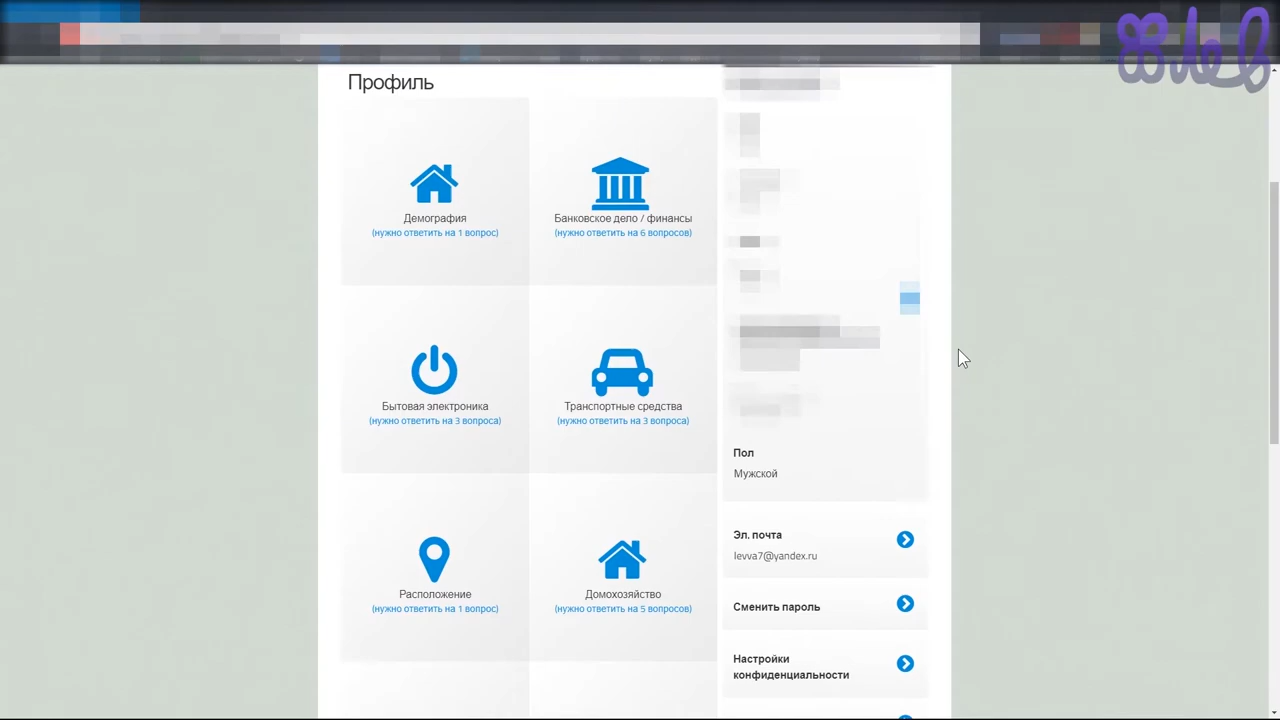 Профиль
Демография
(нужно ответить на 1 вопрос)
Банковское дело / финансы
(нужно ответить на 6 вопросов)
Бытовая электроника
(нужно ответить на 3 вопроса)
Транспортные средства
(нужно ответить на 3 вопроса)
Расположение
(нужно ответить на 1 вопрос)
Домохозяйство
(нужно ответить на 5 вопросов)
Пол
Мужской
Эл. почта
levva7@yandex.ru
Сменить пароль
Настройки
конфиденциальности